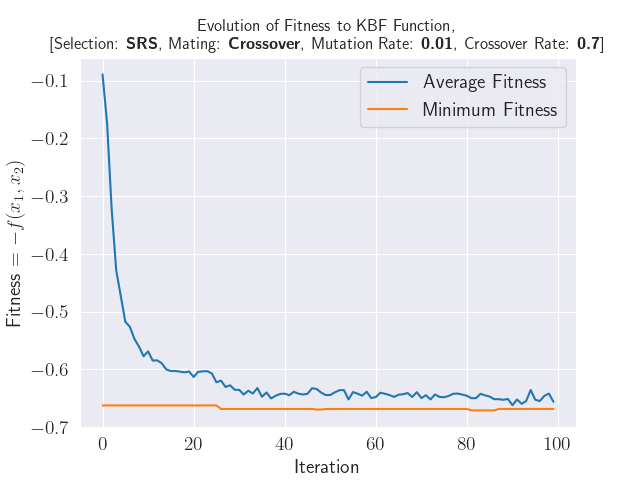 Evolution of Fitness to KBF Function,
[Selection: SRS, Mating: Crossover, Mutation Rate: 0.01, Crossover Rate: 0.7]
Average Fitness
Minimum Fitness
Fitness = −f(x₁, x₂)
−0.1
−0.2
−0.3
−0.4
−0.5
−0.6
−0.7
0 20 40 60 80 100
Iteration